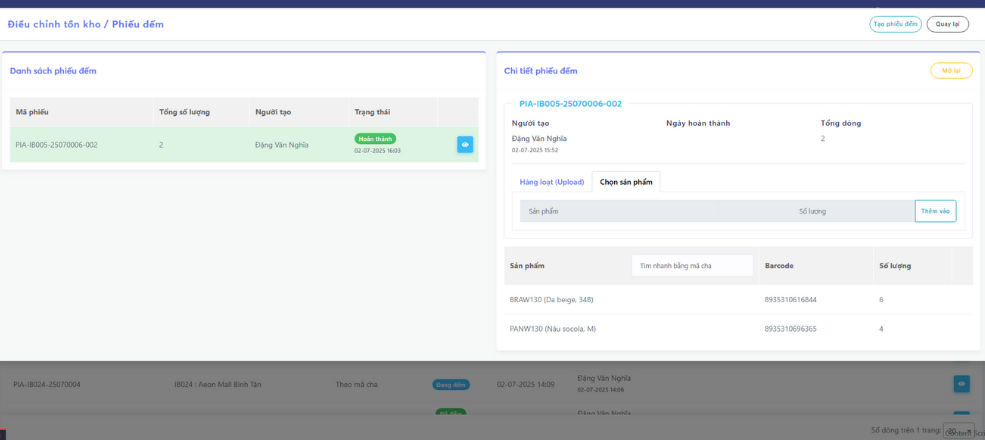 Điều chỉnh tồn kho / Phiếu đếm
Tạo phiếu đếm
Quay lại
Danh sách phiếu đếm
Mã phiếu Tổng số lượng Người tạo Trạng thái
PIA-IB005-25070006-002 2 Đặng Văn Nghĩa Hoàn thành
02-07-2025 16:03
Chi tiết phiếu đếm
Mở lại
PIA-IB005-25070006-002
Người tạo Ngày hoàn thành Tổng dòng
Đặng Văn Nghĩa 2
02-07-2025 15:52
Hàng loạt (Upload) Chọn sản phẩm
Sản phẩm Số lượng Thêm vào
Sản phẩm Tìm nhanh bằng mã cha Barcode Số lượng
BRAW130 (Da beige, 34B) 8935310616844 6
PANW130 (Nâu socola, M) 8935310696365 4
PIA-IB024-25070004 IB024 : Aeon Mall Bình Tân Theo mã cha Đang đếm 02-07-2025 14:09 Đặng Văn Nghĩa
02-07-2025 14:04
Đặng Văn Nghĩa
Số dòng trên 1 trang: 20